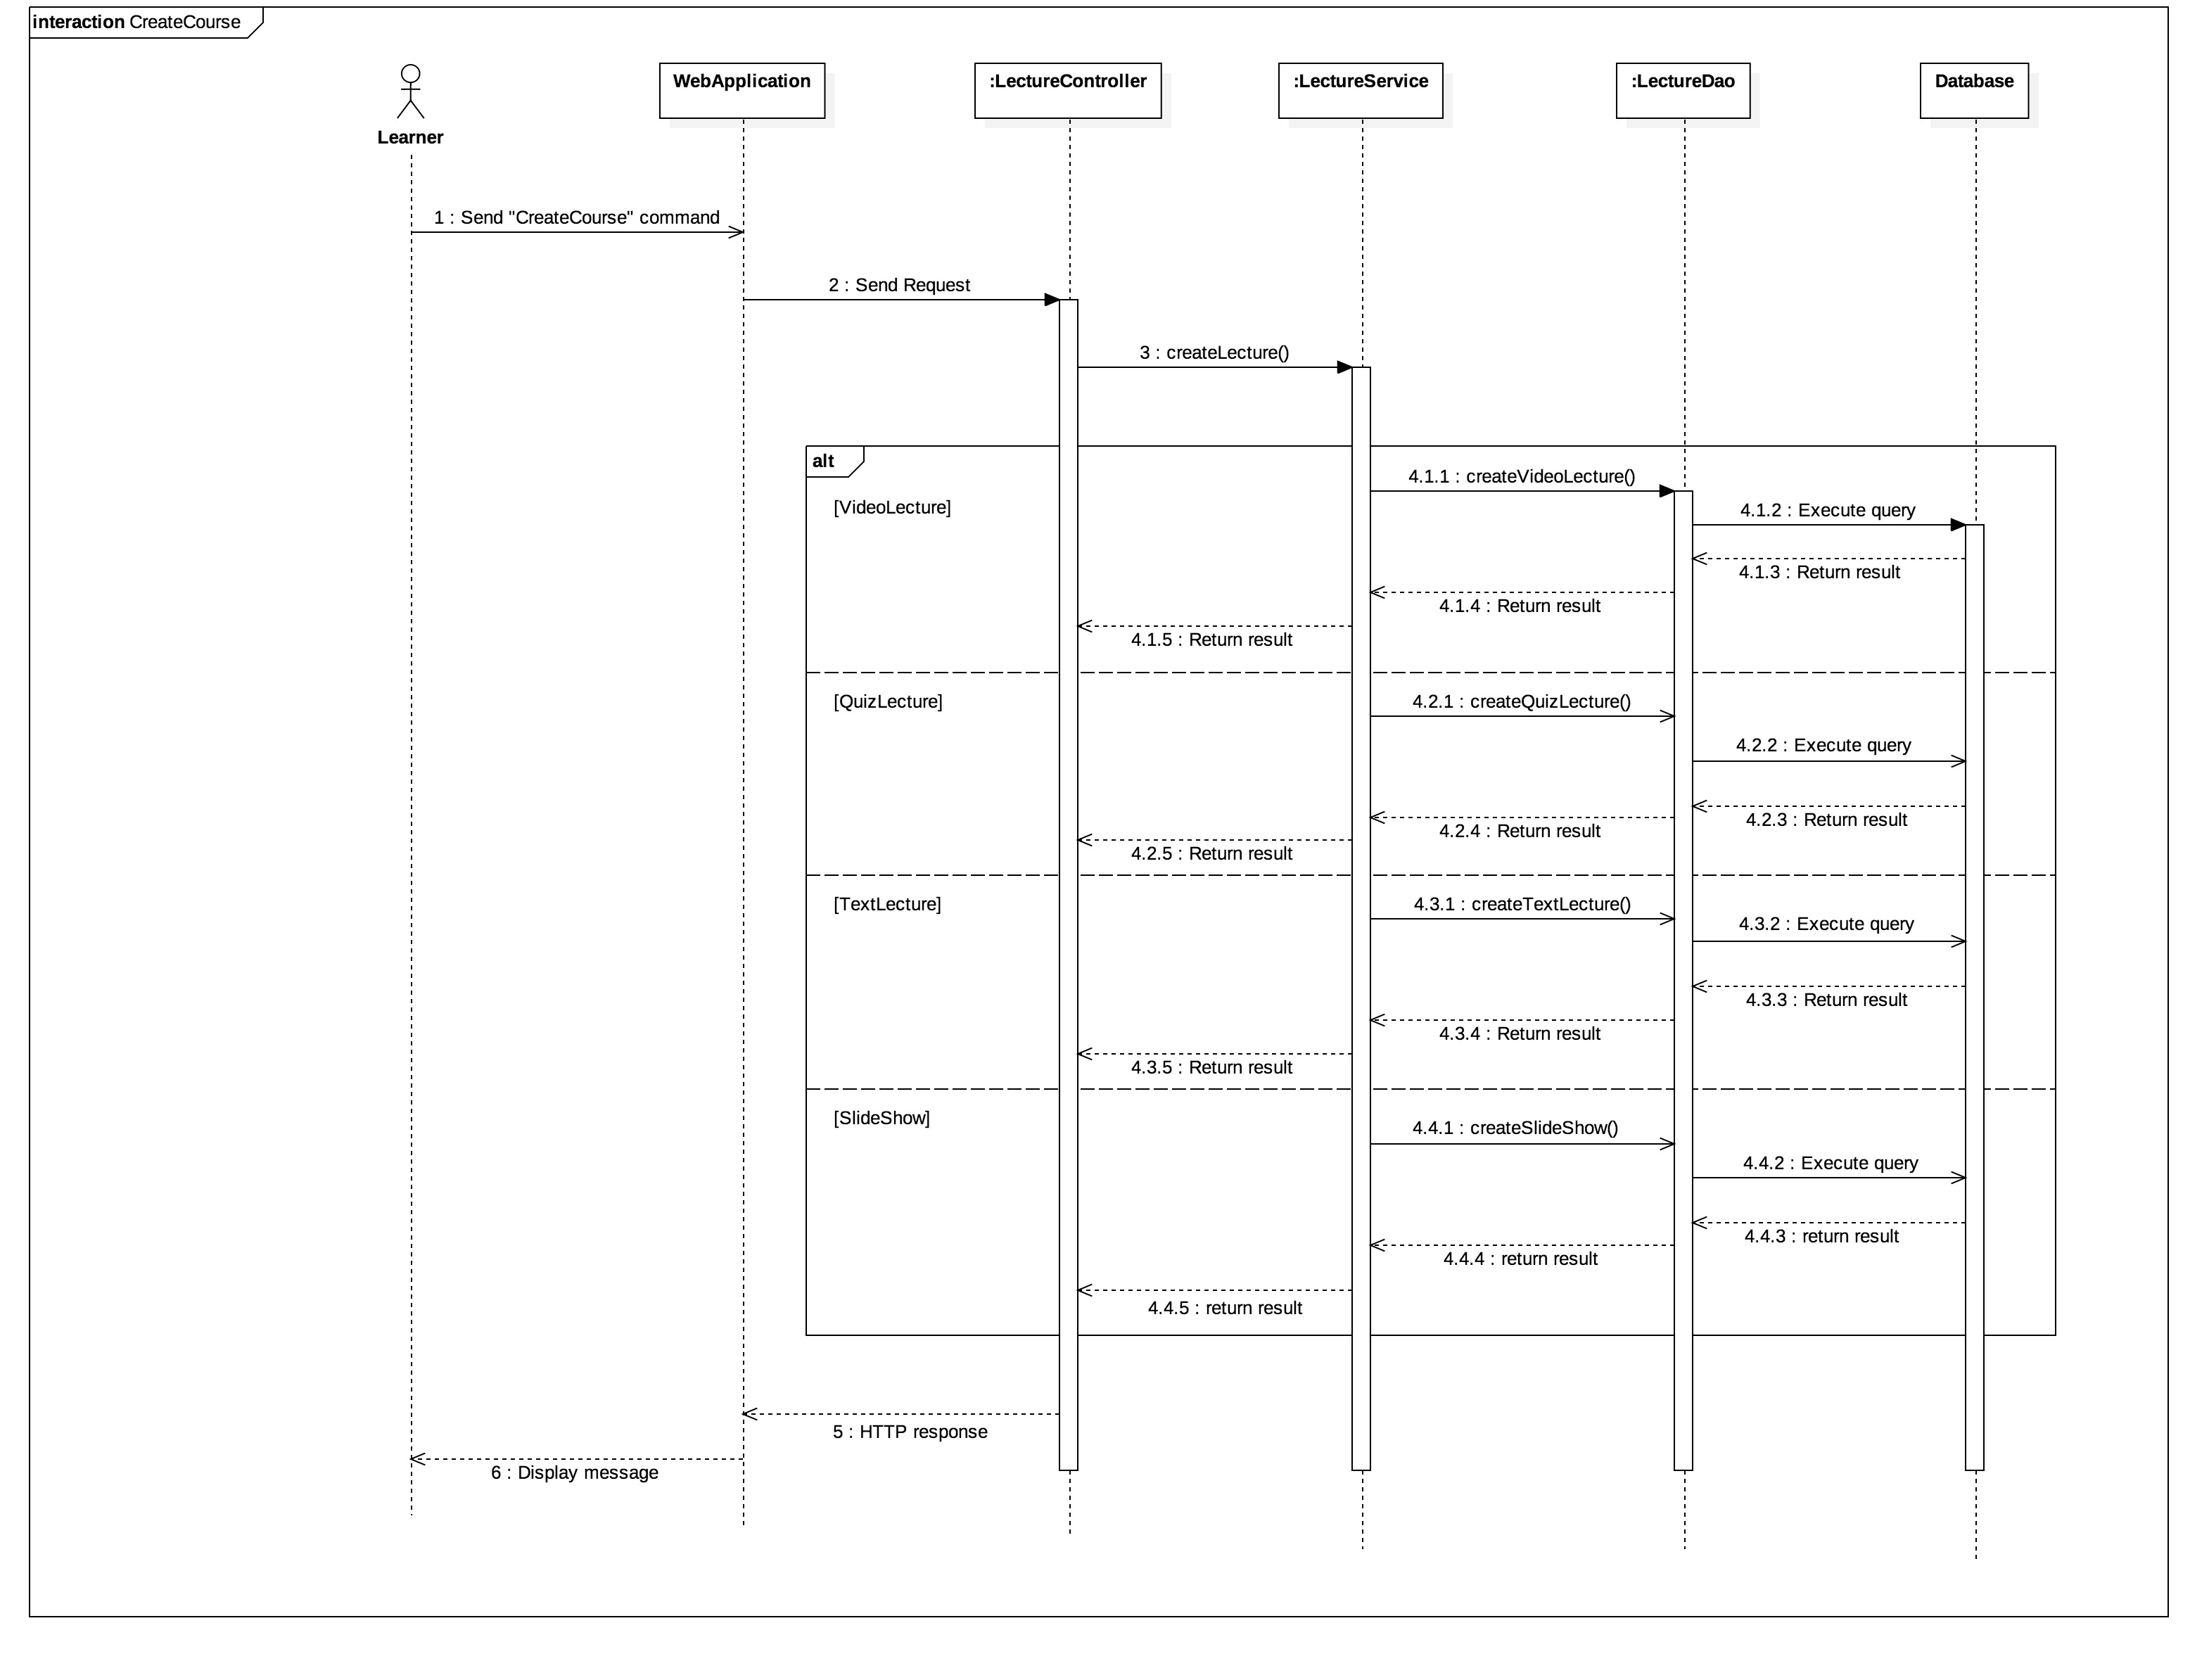 interaction CreateCourse
WebApplication
:LectureController
:LectureService
:LectureDao
Database
Learner
1 : Send "CreateCourse" command
2 : Send Request
3 : createLecture()
alt
4.1.1 : createVideoLecture()
[VideoLecture]
4.1.2 : Execute query
4.1.3 : Return result
4.1.4 : Return result
4.1.5 : Return result
[QuizLecture]
4.2.1 : createQuizLecture()
4.2.2 : Execute query
4.2.3 : Return result
4.2.4 : Return result
4.2.5 : Return result
[TextLecture]
4.3.1 : createTextLecture()
4.3.2 : Execute query
4.3.3 : Return result
4.3.4 : Return result
4.3.5 : Return result
[SlideShow]
4.4.1 : createSlideShow()
4.4.2 : Execute query
4.4.3 : return result
4.4.4 : return result
4.4.5 : return result
5 : HTTP response
6 : Display message